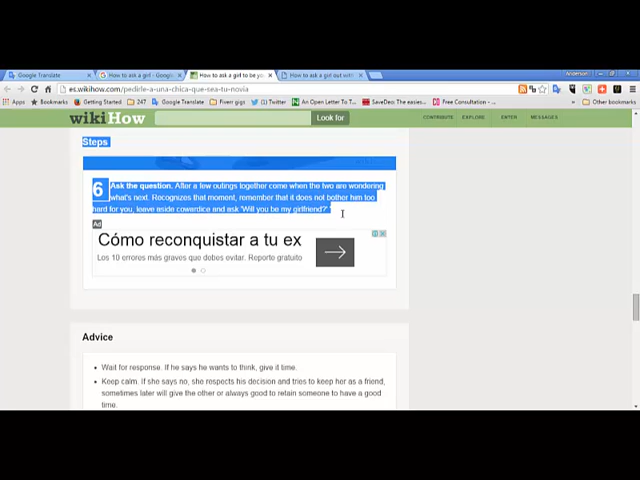 Google Translate
How to ask a girl - Google
How to ask a girl to be yo
How to ask a girl out with
Anderson
es.wikihow.com/pedirle-a-una-chica-que-sea-tu-novia
Apps Bookmarks Getting Started 247 Google Translate Fiverr gigs (1) Twitter An Open Letter To T... SaveDeo The easies... Free Consultation - Other bookmarks
wikiHow Look for CONTRIBUTE EXPLORE ENTER MESSAGES
Steps
6 Ask the question. After a few outings together come when the two are wondering
what's next. Recognizes that moment, remember that it does not bother him too
hard for you, leave aside cowardice and ask 'Will you be my girlfriend?'
Ad
Cómo reconquistar a tu ex
Los 10 errores más graves que debes evitar. Reporte gratuito
Advice
Wait for response. If he says he wants to think, give it time.
Keep calm. If she says no, she respects his decision and tries to keep her as a friend,
sometimes later will give the other or always good to retain someone to have a good
time.